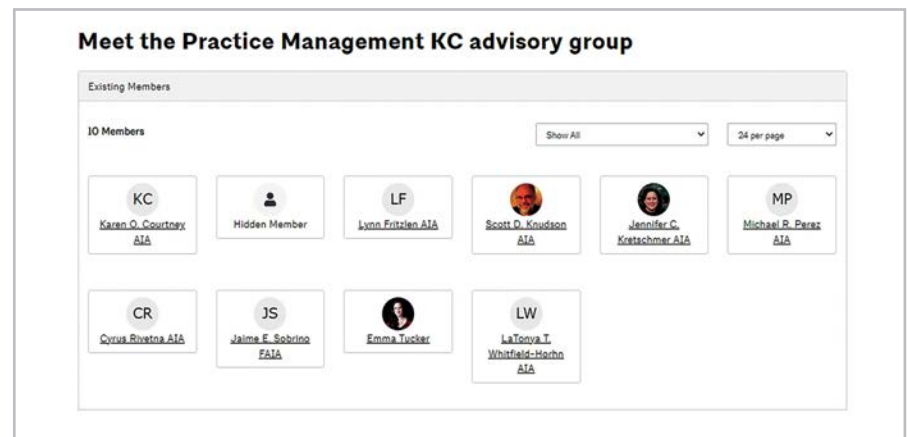 Meet the Practice Management KC advisory group
Existing Members
10 Members
Show All
24 per page
KC
Karen O. Courtney
AIA
Hidden Member
LF
Lynn Fritzlen AIA
Scott D. Knudson
AIA
Jennifer C.
Kretschmer AIA
MP
Michael R. Perez
AIA
CR
Cyrus Rivetna AIA
JS
Jaime E. Sobrino
FAIA
Emma Tucker
LW
LaTonya T.
Whitfield-Horhn
AIA